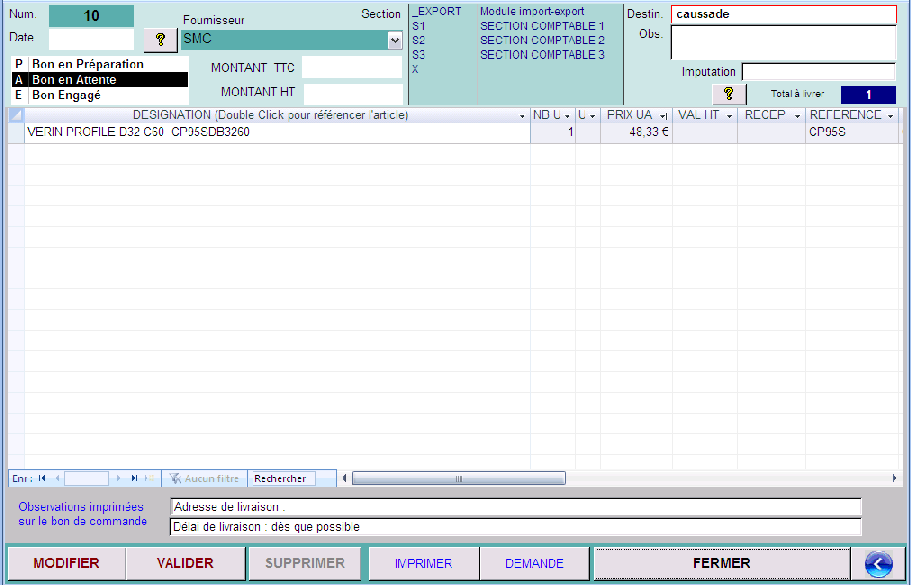 Num. 10 Fournisseur Section
Date ? SMC
P Bon en Préparation
A Bon en Attente
E Bon Engagé
MONTANT TTC
MONTANT HT
_EXPORT Module import-export
S1 SECTION COMPTABLE 1
S2 SECTION COMPTABLE 2
S3 SECTION COMPTABLE 3
X
Destin. caussade
Obs.
Imputation
? Total à livrer 1
DESIGNATION (Double Click pour référencer l'article) NB U U PRIX UA VAL HT RECEP REFERENCE
VERIN PROFILE D32 C60 CP95SDB3260 1 48,33 € CP95S
Enr : Aucun filtre Rechercher
Observations imprimées
sur le bon de commande
Adresse de livraison :
Délai de livraison : dès que possible
MODIFIER VALIDER SUPPRIMER IMPRIMER DEMANDE FERMER